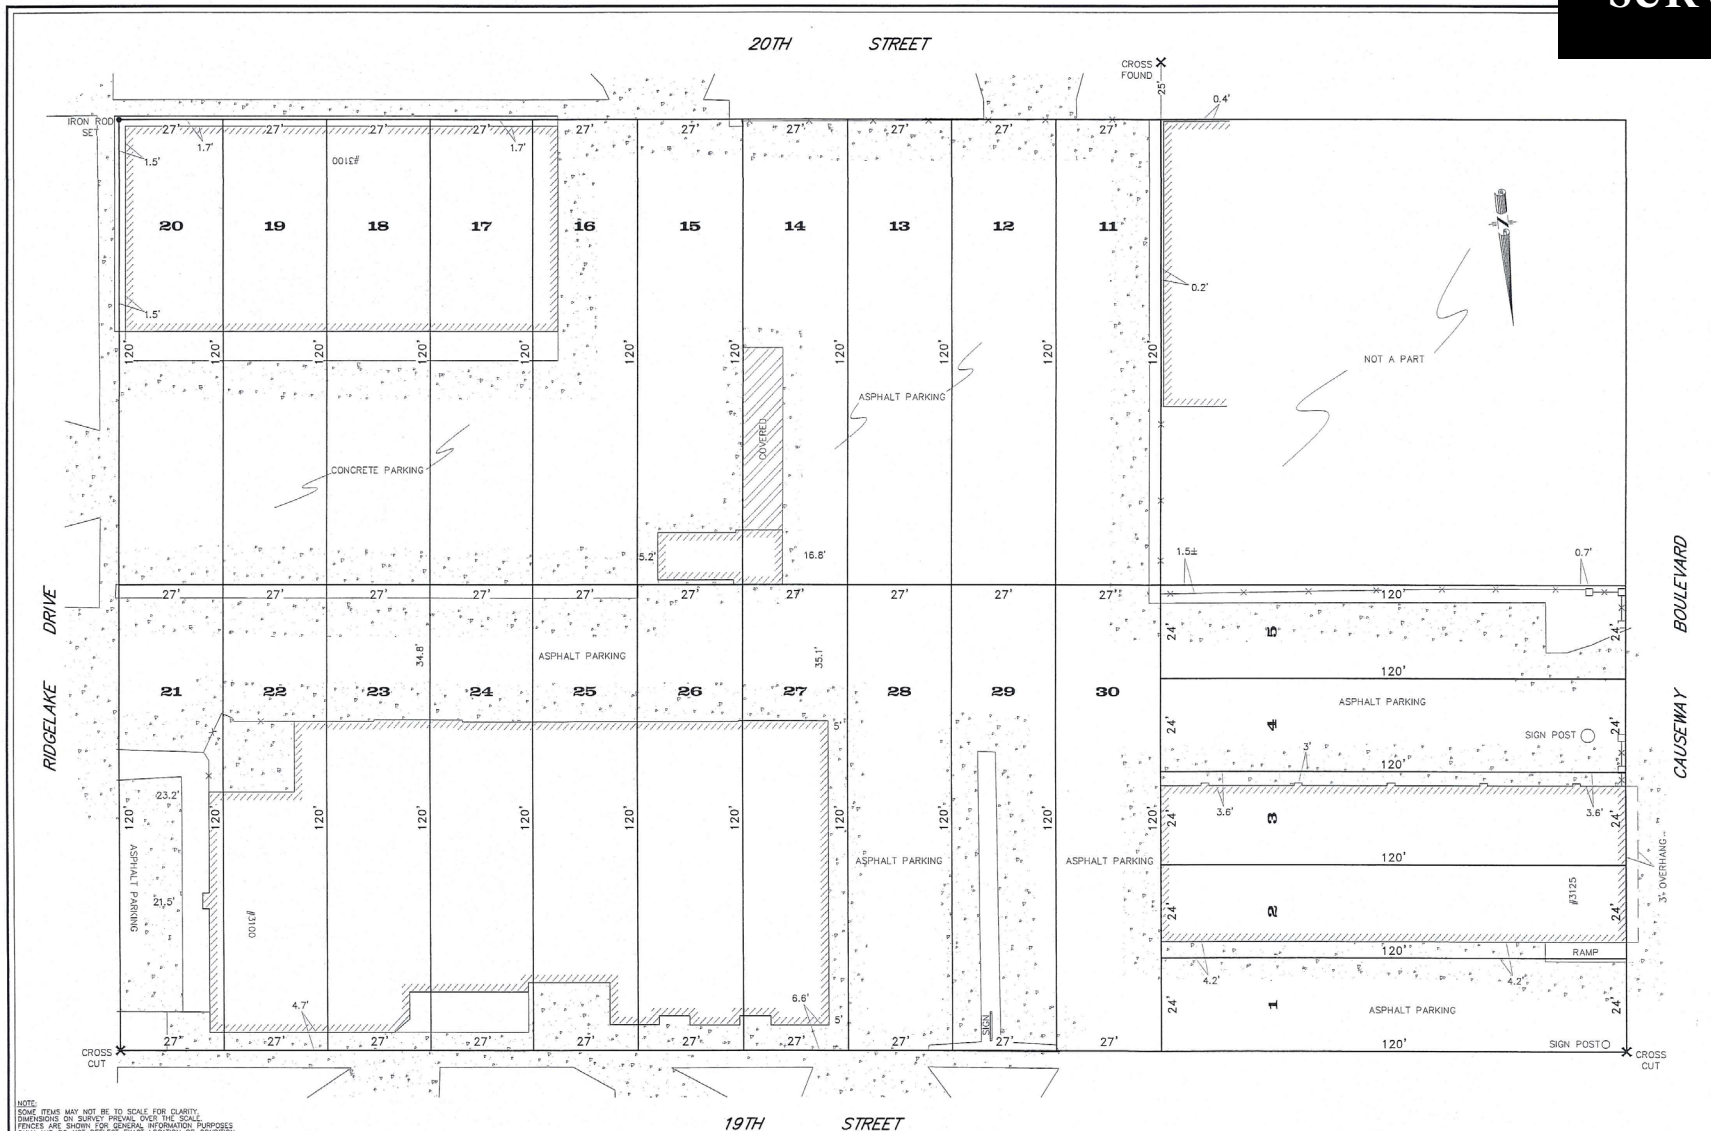 SURV
20TH STREET
CROSS
FOUND
25'
IRON ROD
SET
0.4'
27' 27' 27' 27' 27' 27' 27' 27' 27' 27'
1.7' 1.7'
1.5'
#3100
20 19 18 17 16 15 14 13 12 11
0.2'
1.5'
120' 120' 120' 120' 120' 120' 120' 120' 120' 120' 120'
NOT A PART
ASPHALT PARKING
COVERED
CONCRETE PARKING
5.2' 16.8'
1.5± 0.7'
27' 27' 27' 27' 27' 27' 27' 27' 27' 27' 120'
RIDGELAKE DRIVE
CAUSEWAY BOULEVARD
24' 5 24'
34.8' ASPHALT PARKING 35.1'
120'
21 22 23 24 25 26 27 28 29 30
ASPHALT PARKING
24' 4 24'
5'
SIGN POST
3'
120'
23.2'
3.6' 3.6'
120' 120' 120' 120' 120' 120' 120' 120' 120' 120' 120'
24' 3 24'
ASPHALT PARKING
ASPHALT PARKING
ASPHALT PARKING
120'
3' OVERHANG
21.5'
#3100
24' 2 24'
#3125
120'
RAMP
4.2' 4.2'
4.7' 6.6'
5'
SIGN
24' 1 24'
ASPHALT PARKING
27' 27' 27' 27' 27' 27' 27' 27' 27' 27' 120'
SIGN POST
CROSS
CUT
CROSS
CUT
NOTE:
SOME ITEMS MAY NOT BE TO SCALE FOR CLARITY.
DIMENSIONS ON SURVEY PREVAIL OVER THE SCALE.
FENCES ARE SHOWN FOR GENERAL INFORMATION PURPOSES
19TH STREET